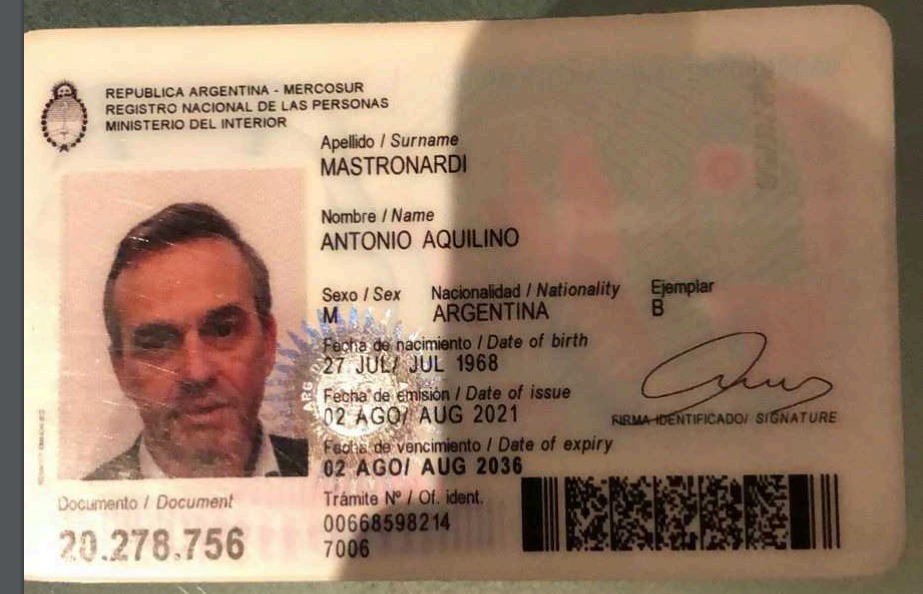 REPUBLICA ARGENTINA - MERCOSUR
REGISTRO NACIONAL DE LAS PERSONAS
MINISTERIO DEL INTERIOR
Apellido / Surname
MASTRONARDI
Nombre / Name
ANTONIO AQUILINO
Sexo / Sex Nacionalidad / Nationality Ejemplar
M ARGENTINA B
Fecha de nacimiento / Date of birth
27 JUL/ JUL 1968
Fecha de emisión / Date of issue
02 AGO/ AUG 2021
FIRMA IDENTIFICADO/ SIGNATURE
Fecha de vencimiento / Date of expiry
02 AGO/ AUG 2036
Documento / Document
20.278.756
Trámite Nº / Of. ident.
00668598214
7006